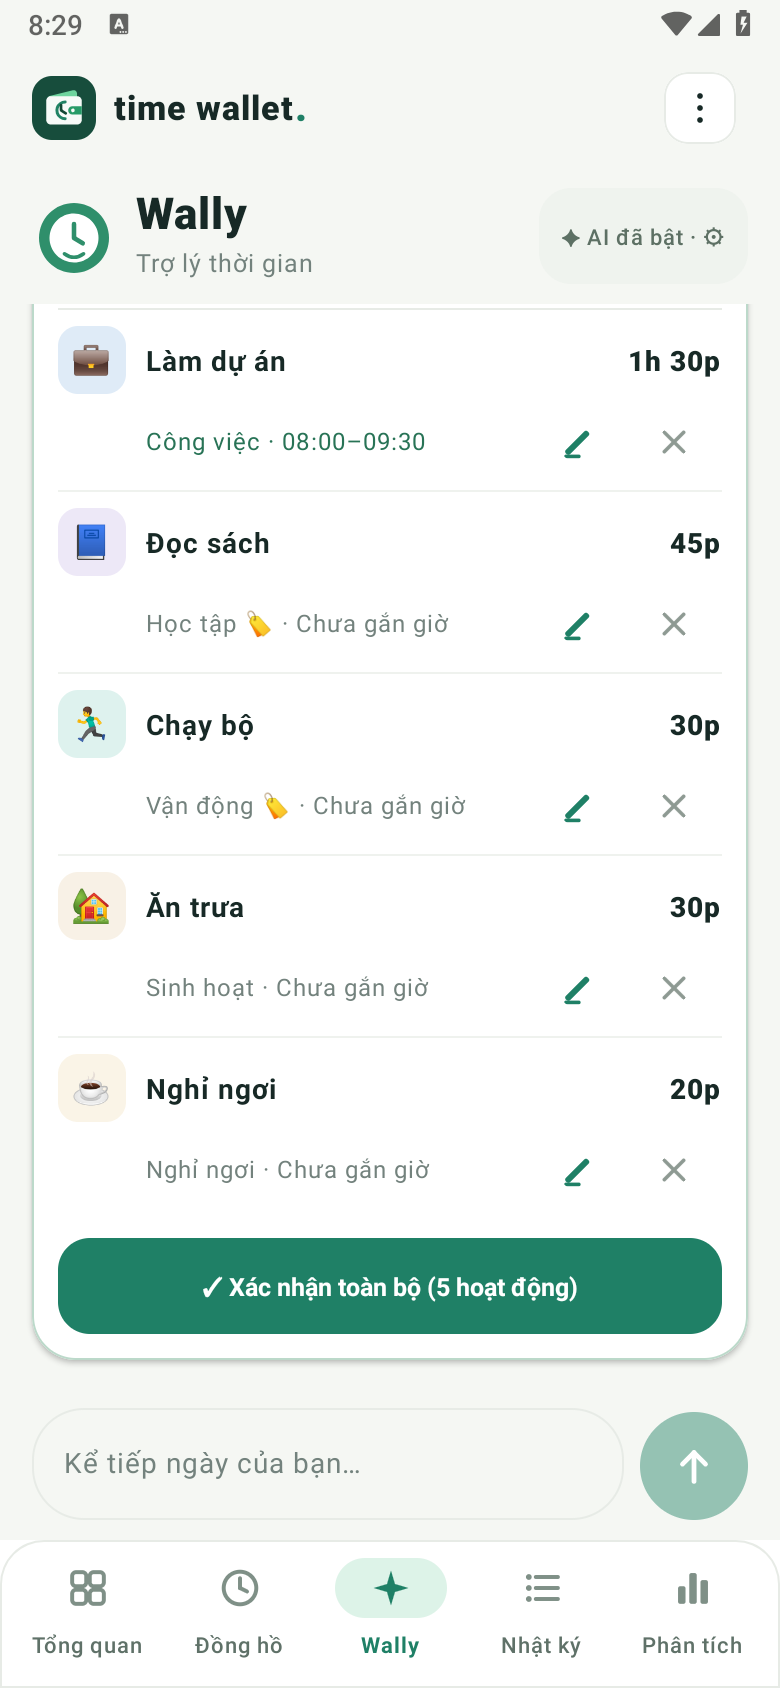 8:29
time wallet.
Wally
Trợ lý thời gian
AI đã bật ·
Làm dự án 1h 30p
Công việc · 08:00–09:30
Đọc sách 45p
Học tập 🏷️ · Chưa gắn giờ
Chạy bộ 30p
Vận động 🏷️ · Chưa gắn giờ
Ăn trưa 30p
Sinh hoạt · Chưa gắn giờ
Nghỉ ngơi 20p
Nghỉ ngơi · Chưa gắn giờ
✓ Xác nhận toàn bộ (5 hoạt động)
Kể tiếp ngày của bạn...
Tổng quan Đồng hồ Wally Nhật ký Phân tích